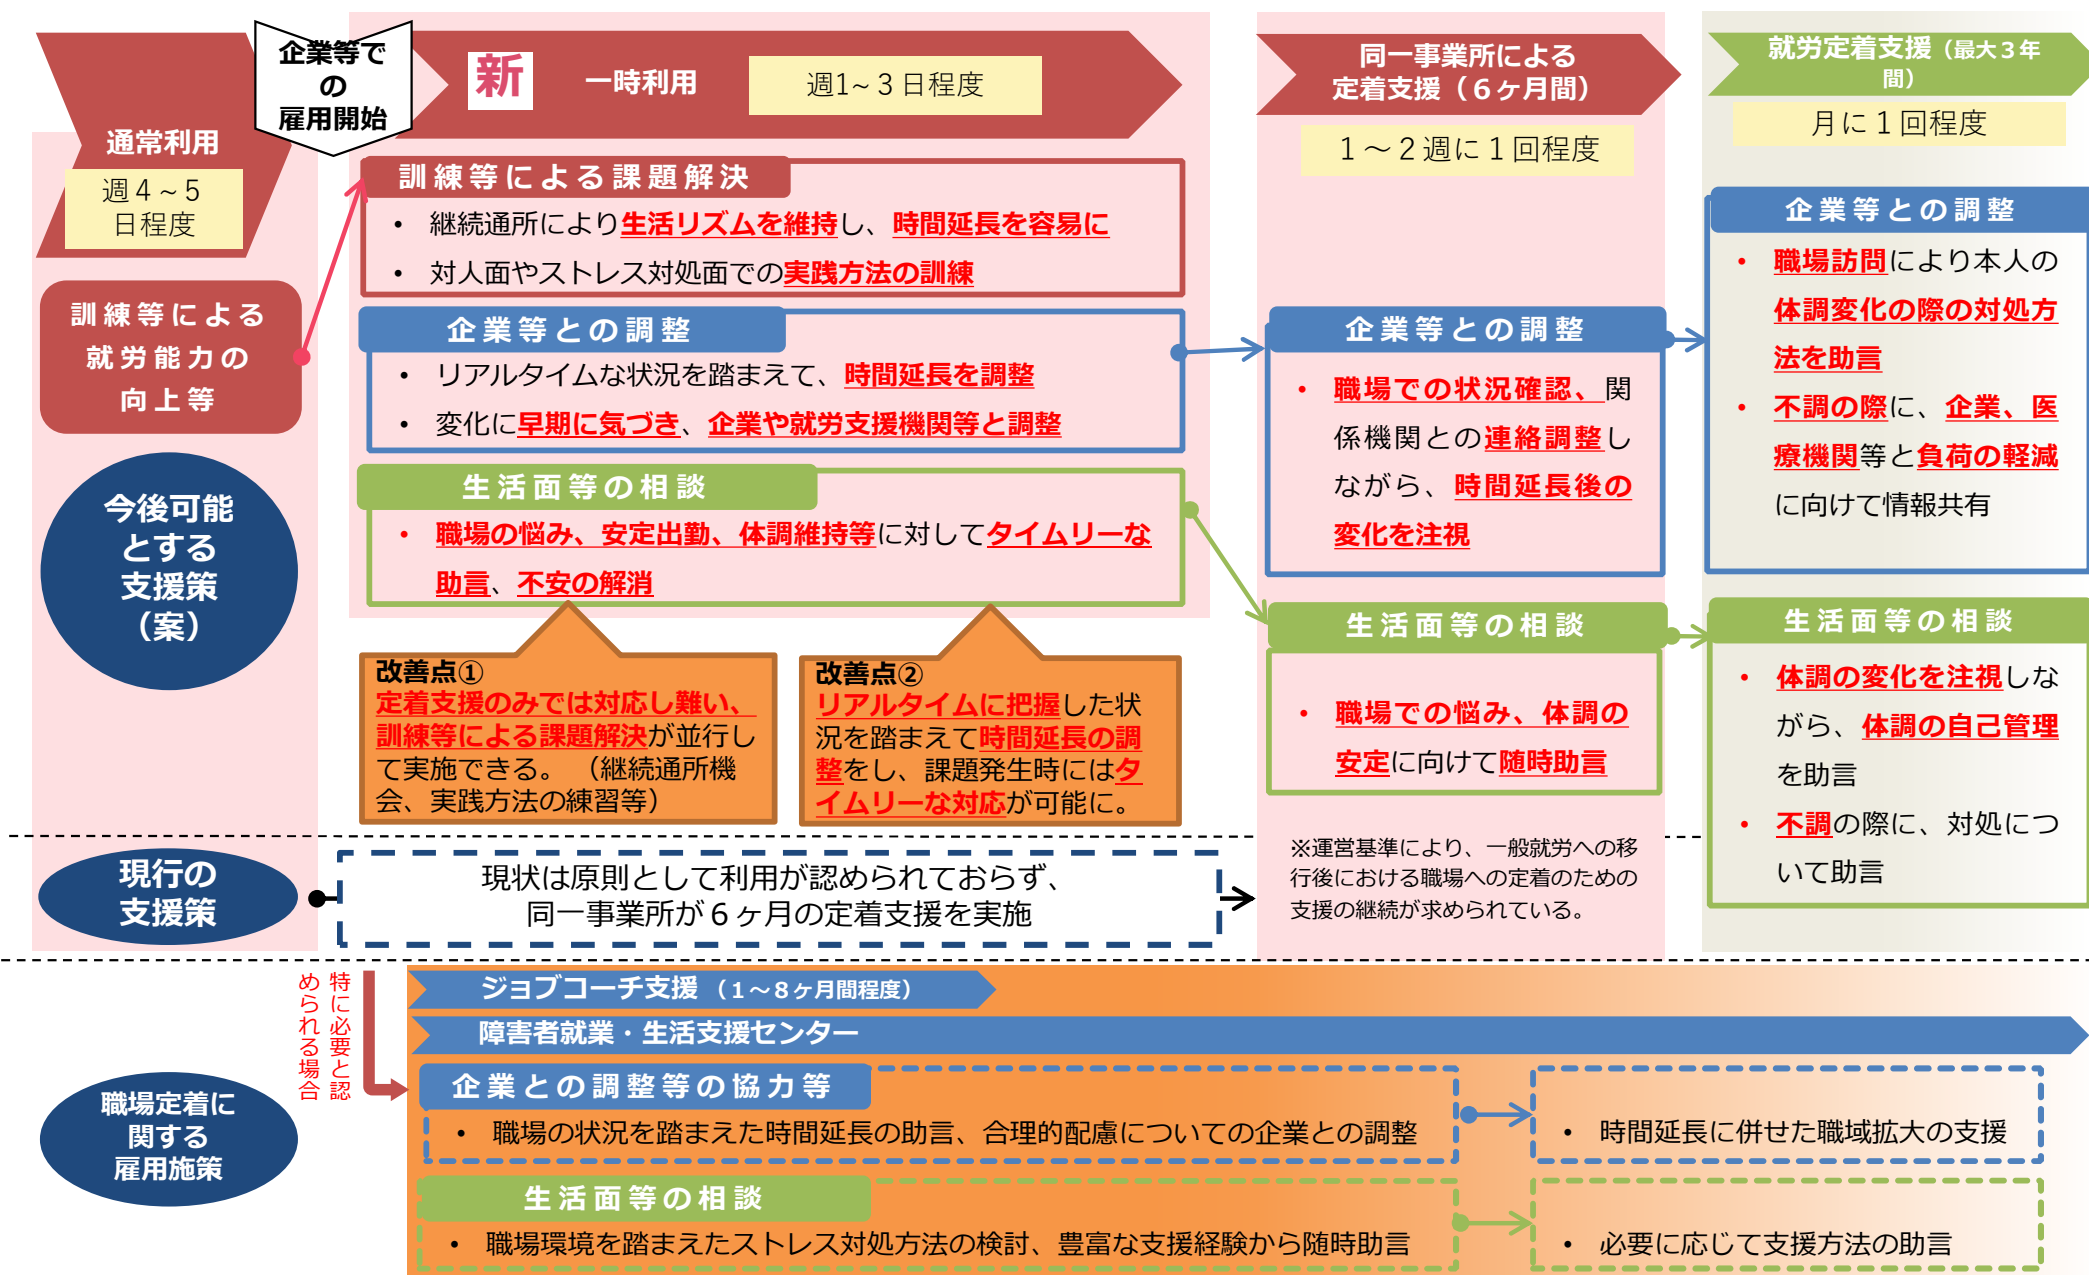 通常利用
週４～５
日程度
訓練等による
就労能力の
向上等
企業等で
の
雇用開始
新
一時利用
週1~３日程度
訓練等による課題解決
• 継続通所により生活リズムを維持し、時間延長を容易に
• 対人面やストレス対処面での実践方法の訓練
企業等との調整
• リアルタイムな状況を踏まえて、時間延長を調整
• 変化に早期に気づき、企業や就労支援機関等と調整
生活面等の相談
• 職場の悩み、安定出勤、体調維持等に対してタイムリーな
助言、不安の解消
同一事業所による
定着支援（６ヶ月間）
１～２週に１回程度
企業等との調整
• 職場での状況確認、関
係機関との連絡調整し
ながら、時間延長後の
変化を注視
生活面等の相談
• 職場での悩み、体調の
安定に向けて随時助言
就労定着支援（最大３年
間）
月に１回程度
企業等との調整
• 職場訪問により本人の
体調変化の際の対処方
法を助言
• 不調の際に、企業、医
療機関等と負荷の軽減
に向けて情報共有
生活面等の相談
• 体調の変化を注視しな
がら、体調の自己管理
を助言
• 不調の際に、対処につ
いて助言
今後可能
とする
支援策
（案）
改善点①
定着支援のみでは対応し難い、
訓練等による課題解決が並行し
て実施できる。（継続通所機
会、実践方法の練習等）
改善点②
リアルタイムに把握した状
況を踏まえて時間延長の調
整をし、課題発生時にはタ
イムリーな対応が可能に。
現行の
支援策
現状は原則として利用が認められておらず、
同一事業所が６ヶ月の定着支援を実施
※運営基準により、一般就労への移
行後における職場への定着のための
支援の継続が求められている。
特に必要と認
められる場合
職場定着に
関する
雇用施策
ジョブコーチ支援（１～８ヶ月間程度）
障害者就業・生活支援センター
企業との調整等の協力等
• 職場の状況を踏まえた時間延長の助言、合理的配慮についての企業との調整
• 時間延長に併せた職域拡大の支援
生活面等の相談
• 職場環境を踏まえたストレス対処方法の検討、豊富な支援経験から随時助言
• 必要に応じて支援方法の助言